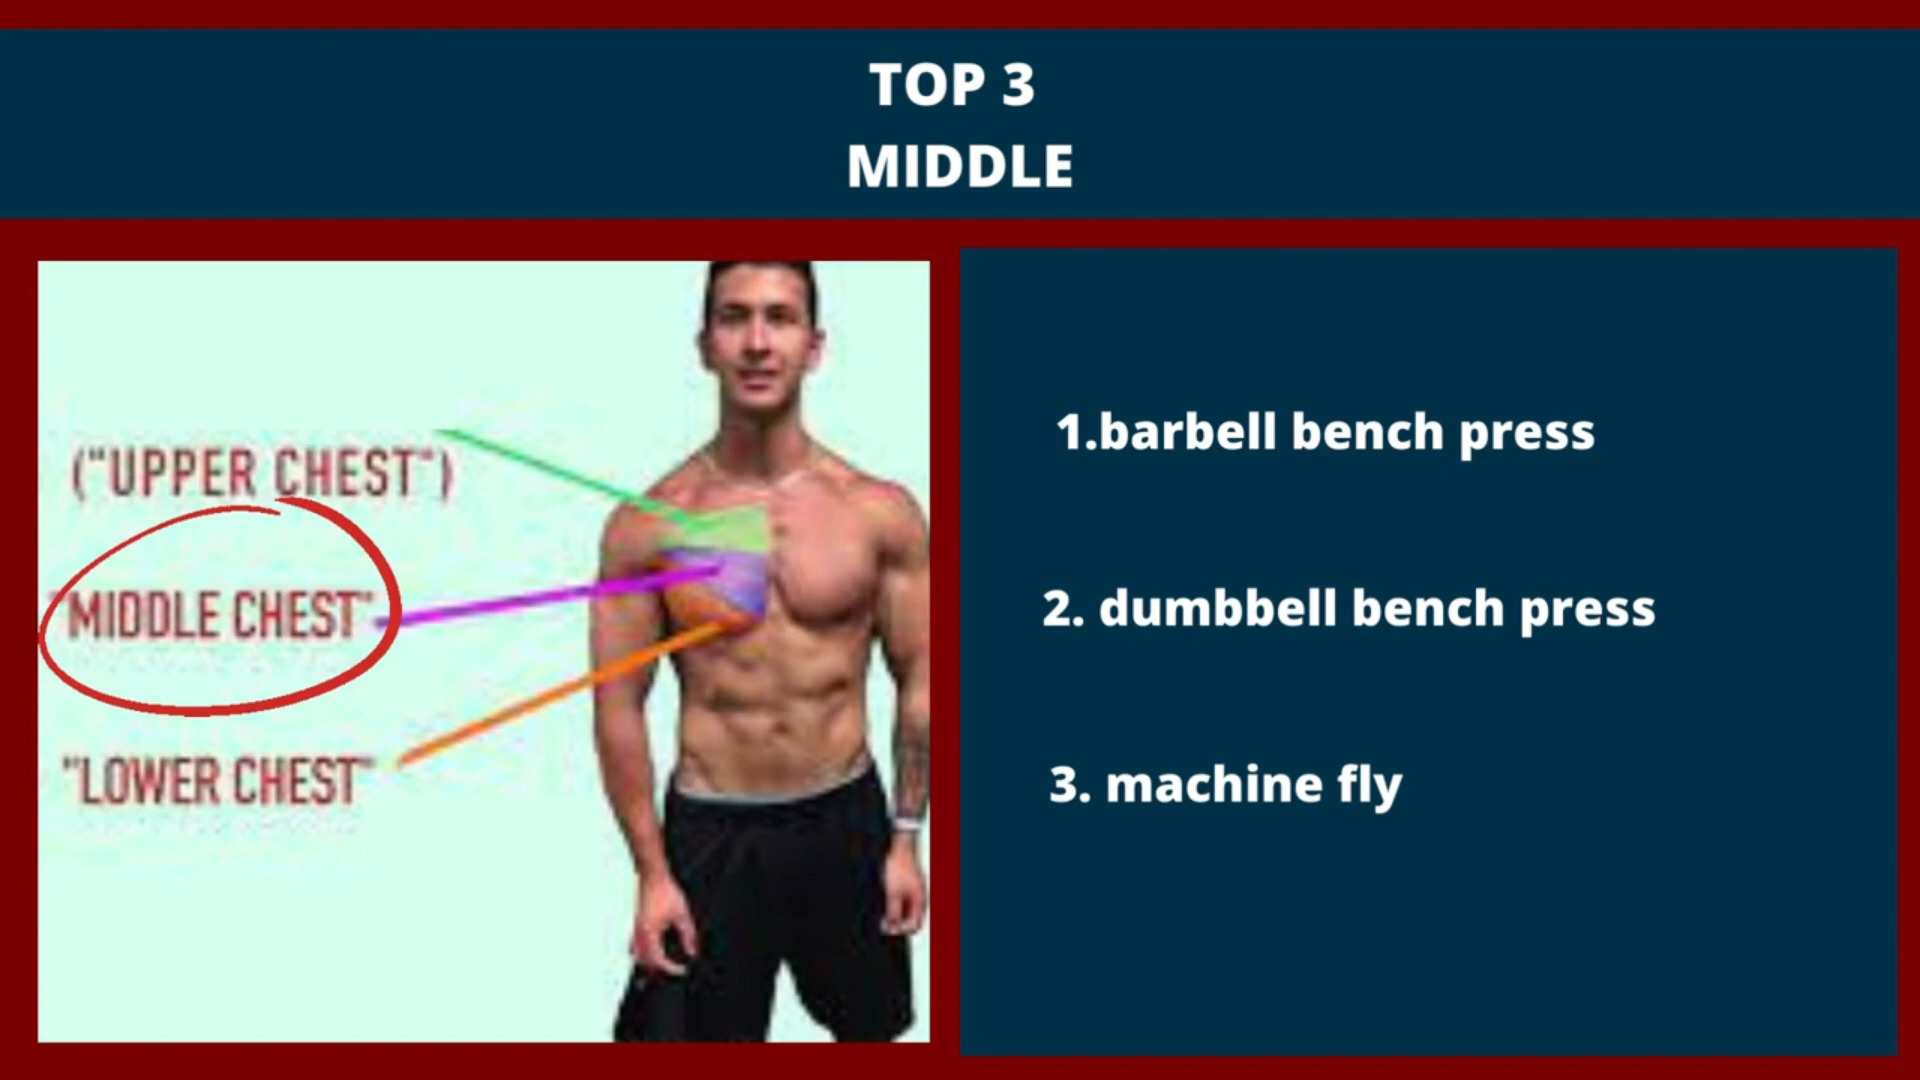 TOP 3
MIDDLE
("UPPER CHEST")
"MIDDLE CHEST"
"LOWER CHEST"
1.barbell bench press
2. dumbbell bench press
3. machine fly